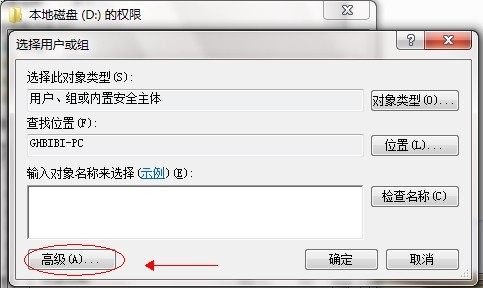 本地磁盘 (D:) 的权限
选择用户或组
选择此对象类型(S):
用户、组或内置安全主体
对象类型(O)...
查找位置(F):
GHBIBI-PC
位置(L)...
输入对象名称来选择(示例)(E):
检查名称(C)
高级(A)...
确定
取消